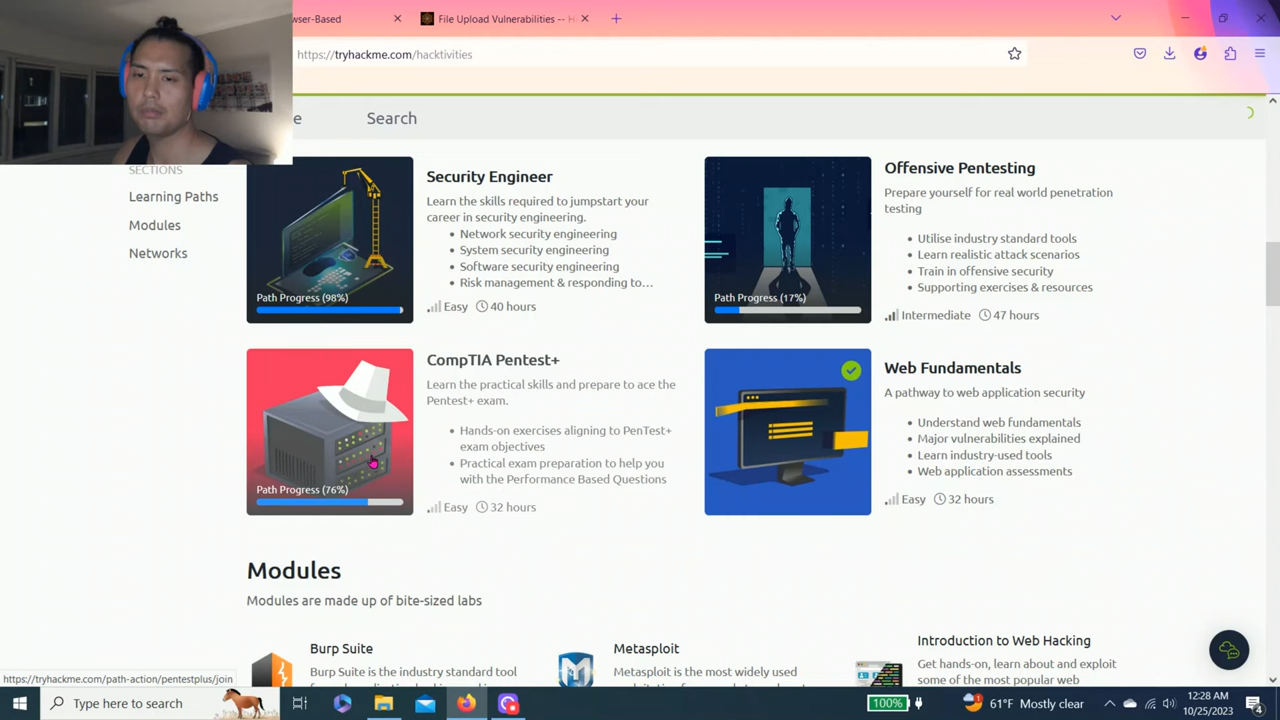 wser-Based
File Upload Vulnerabilities -- H
https://tryhackme.com/hacktivities
e
Search
SECTIONS
Learning Paths
Modules
Networks
Path Progress (98%)
Security Engineer
Learn the skills required to jumpstart your
career in security engineering.
Network security engineering
System security engineering
Software security engineering
Risk management & responding to...
Easy
40 hours
Path Progress (17%)
Offensive Pentesting
Prepare yourself for real world penetration
testing
Utilise industry standard tools
Learn realistic attack scenarios
Train in offensive security
Supporting exercises & resources
Intermediate
47 hours
Path Progress (76%)
CompTIA Pentest+
Learn the practical skills and prepare to ace the
Pentest+ exam.
Hands-on exercises aligning to PenTest+
exam objectives
Practical exam preparation to help you
with the Performance Based Questions
Easy
32 hours
Web Fundamentals
A pathway to web application security
Understand web fundamentals
Major vulnerabilities explained
Learn industry-used tools
Web application assessments
Easy
32 hours
Modules
Modules are made up of bite-sized labs
Burp Suite
Burp Suite is the industry standard tool
Metasploit
Metasploit is the most widely used
Introduction to Web Hacking
Get hands-on, learn about and exploit
some of the most popular web
https://tryhackme.com/path-action/pentestplus/join
Type here to search
100%
61°F Mostly clear
12:28 AM
10/25/2023
4